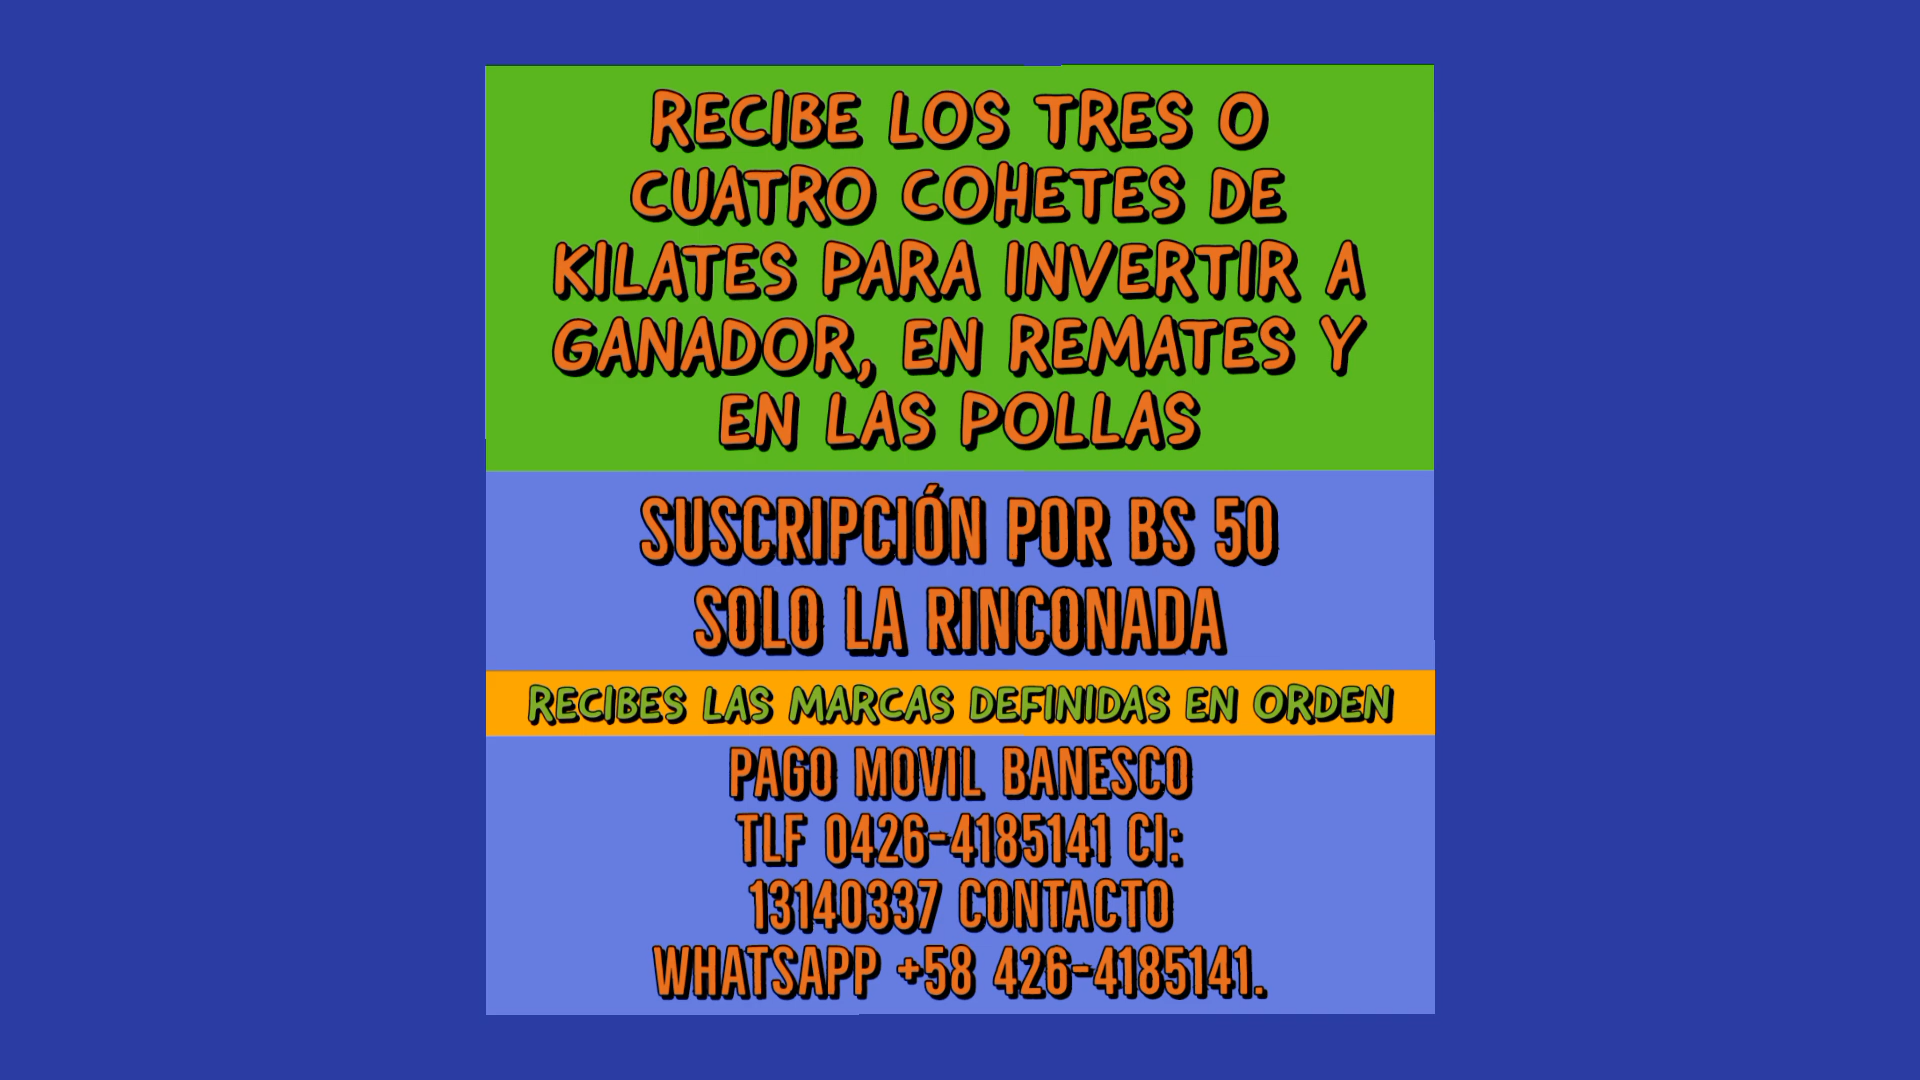 RECIBE LOS TRES O
CUATRO COHETES DE
KILATES PARA INVERTIR A
GANADOR, EN REMATES Y
EN LAS POLLAS
SUSCRIPCIÓN POR BS 50
SOLO LA RINCONADA
RECIBES LAS MARCAS DEFINIDAS EN ORDEN
PAGO MOVIL BANESCO
TLF 0426-4185141 CI:
13140337 CONTACTO
WHATSAPP +58 426-4185141.